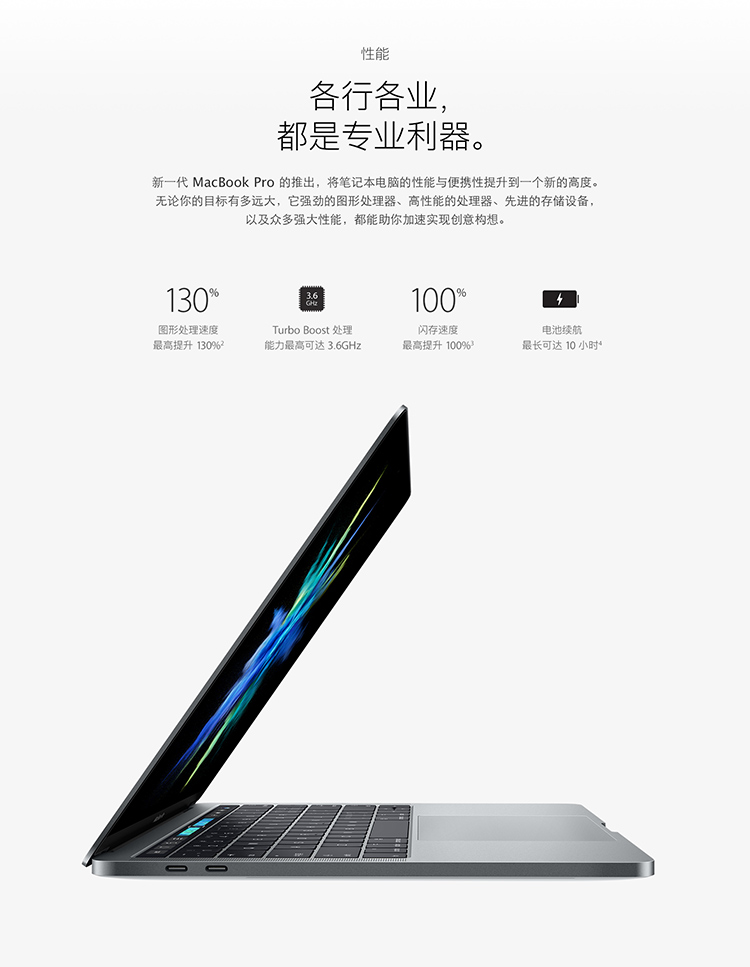 性能
各行各业，
都是专业利器。
新一代 MacBook Pro 的推出，将笔记本电脑的性能与便携性提升到一个新的高度。
无论你的目标有多远大，它强劲的图形处理器、高性能的处理器、先进的存储设备，
以及众多强大性能，都能助你加速实现创意构想。
130%
图形处理速度
最高提升 130%²
3.6
GHz
Turbo Boost 处理
能力最高可达 3.6GHz
100%
闪存速度
最高提升 100%³
电池续航
最长可达 10 小时⁴